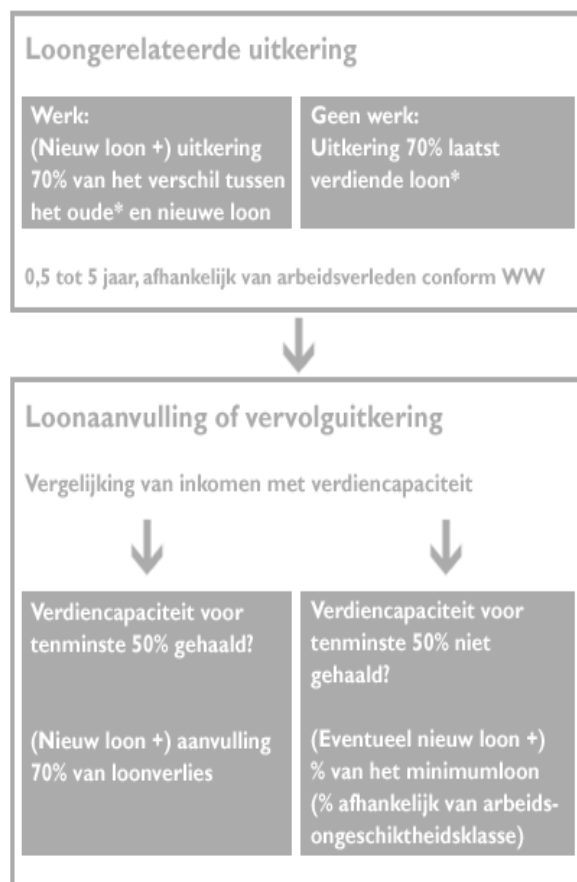 Loongerelateerde uitkering
Werk:
(Nieuw loon +) uitkering
70% van het verschil tussen
het oude* en nieuwe loon
Geen werk:
Uitkering 70% laatst
verdiende loon*
0,5 tot 5 jaar, afhankelijk van arbeidsverleden conform WW
Loonaanvulling of vervolguitkering
Vergelijking van inkomen met verdiencapaciteit
Verdiencapaciteit voor
tenminste 50% gehaald?
(Nieuw loon +) aanvulling
70% van loonverlies
Verdiencapaciteit voor
tenminste 50% niet
gehaald?
(Eventueel nieuw loon +)
% van het minimumloon
(% afhankelijk van arbeids-
ongeschiktheidsklasse)